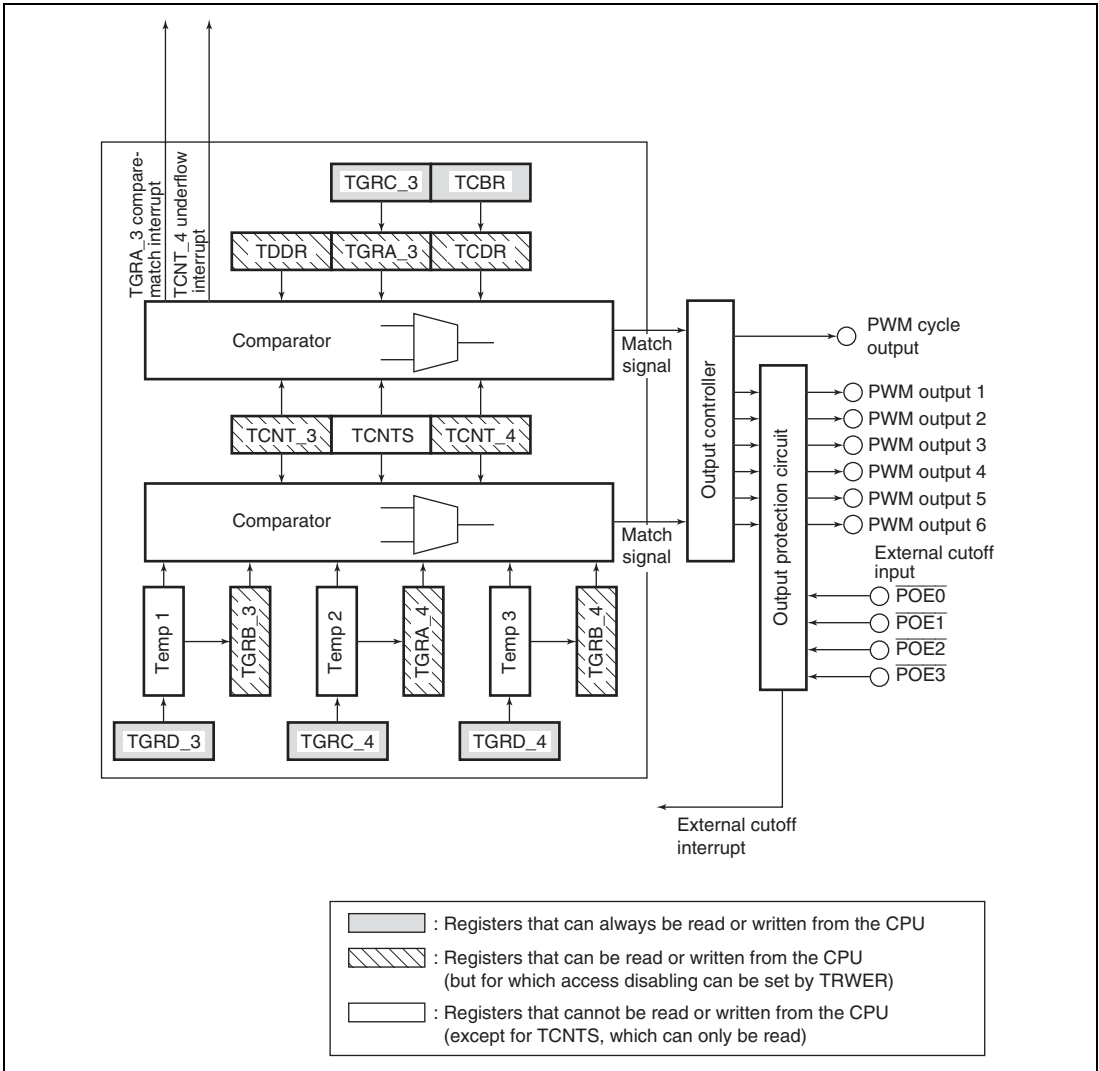 TGRA_3 compare-
match interrupt
TCNT_4 underflow
interrupt
TGRC_3
TCBR
TDDR
TGRA_3
TCDR
Comparator
Match
signal
TCNT_3
TCNTS
TCNT_4
Comparator
Match
signal
Temp 1
TGRB_3
Temp 2
TGRA_4
Temp 3
TGRB_4
TGRD_3
TGRC_4
TGRD_4
Output controller
Output protection circuit
PWM cycle
output
PWM output 1
PWM output 2
PWM output 3
PWM output 4
PWM output 5
PWM output 6
External cutoff
input
P̅O̅E̅0̅
P̅O̅E̅1̅
P̅O̅E̅2̅
P̅O̅E̅3̅
External cutoff
interrupt
: Registers that can always be read or written from the CPU
: Registers that can be read or written from the CPU
(but for which access disabling can be set by TRWER)
: Registers that cannot be read or written from the CPU
(except for TCNTS, which can only be read)